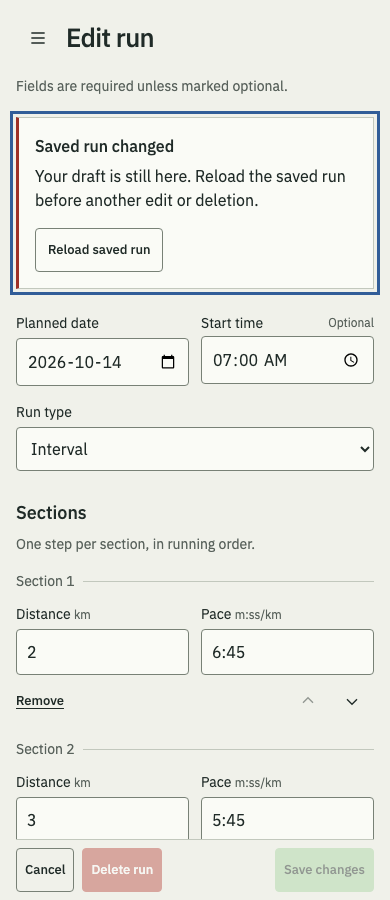 Edit run
Fields are required unless marked optional.
Saved run changed
Your draft is still here. Reload the saved run
before another edit or deletion.
Reload saved run
Planned date
Start time Optional
2026-10-14
07:00 AM
Run type
Interval
Sections
One step per section, in running order.
Section 1
Distance km
Pace m:ss/km
2
6:45
Remove
Section 2
Distance km
Pace m:ss/km
3
5:45
Cancel
Delete run
Save changes